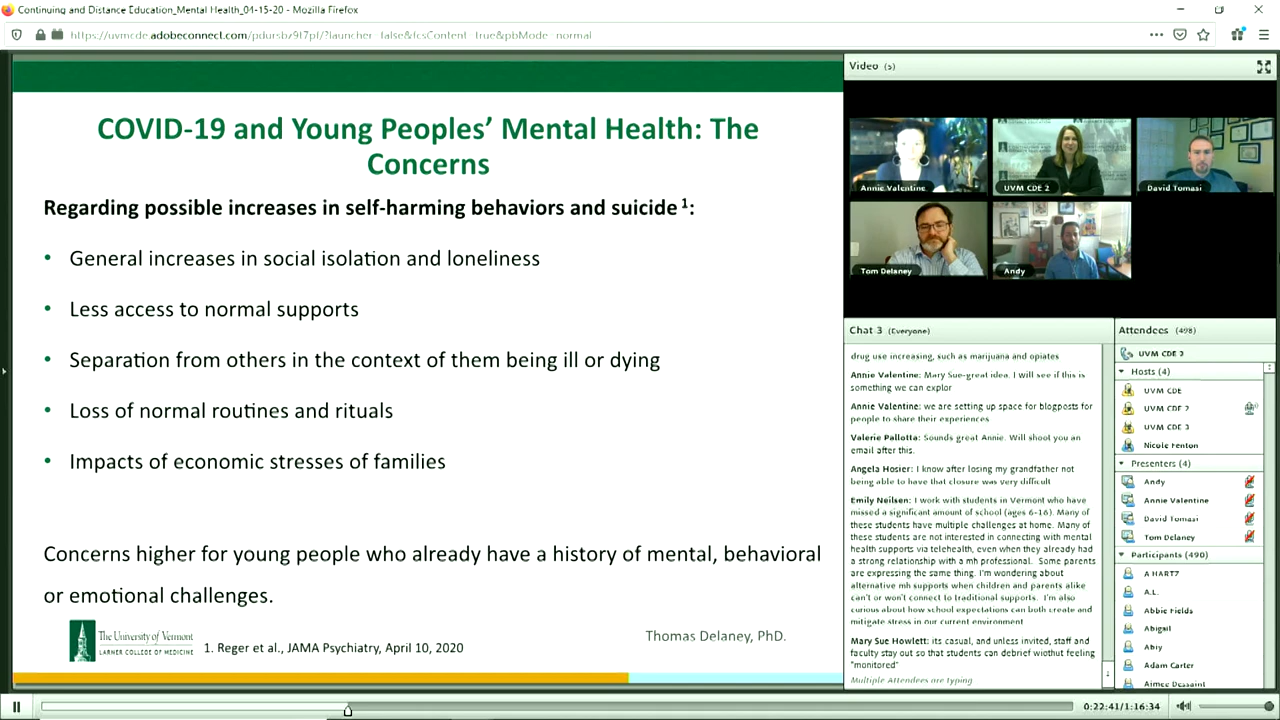 Continuing and Distance Education_Mental Health_04-15-20 - Mozilla Firefox
COVID-19 and Young Peoples’ Mental Health: The
Concerns
Regarding possible increases in self-harming behaviors and suicide 1:
• General increases in social isolation and loneliness
• Less access to normal supports
• Separation from others in the context of them being ill or dying
• Loss of normal routines and rituals
• Impacts of economic stresses of families
Concerns higher for young people who already have a history of mental, behavioral
or emotional challenges.
The University of Vermont
LARNER COLLEGE OF MEDICINE
1. Reger et al., JAMA Psychiatry, April 10, 2020
Thomas Delaney, PhD.
Video (5)
Annie Valentine
UVM CDE 2
David Tomasi
Tom Delaney
Andy
Chat 3 (Everyone)
drug use increasing, such as marijuana and opiates
Annie Valentine: Mary Sue-great idea. I will see if this is
something we can explor
Annie Valentine: we are setting up space for blogposts for
people to share their experiences
Valerie Pallotta: Sounds great Annie. Will shoot you an
email after this.
Angela Hosier: I know after losing my grandfather not
being able to have that closure was very difficult
Emily Neilsen: I work with students in Vermont who have
missed a significant amount of school (ages 6-18). Many of
these students have multiple challenges at home. Many of
these students are not interested in connecting with mental
health supports via telehealth, even when they already had
a strong relationship with a mh professional. Some parents
are expressing the same thing. I'm wondering about
alternative mh supports when children and parents alike
can't or won't connect to traditional supports. I'm also
curious about how school expectations can both create and
mitigate stress in our current environment
Mary Sue Howlett: its casual, and unless invited, staff and
faculty stay out so that students can debrief wiothut feeling
"monitored"
Multiple Attendees are typing
Attendees (498)
UVM CDE 3
Hosts (4)
UVM CDE
UVM CDE 2
UVM CDE 3
Nicole Fenton
Presenters (4)
Andy
Annie Valentine
David Tomasi
Tom Delaney
Participants (490)
A HARTZ
A.L.
Abbie Fields
Abigail
Abiy
Adam Carter
Aimee Dessaint
0:22:41/1:16:34